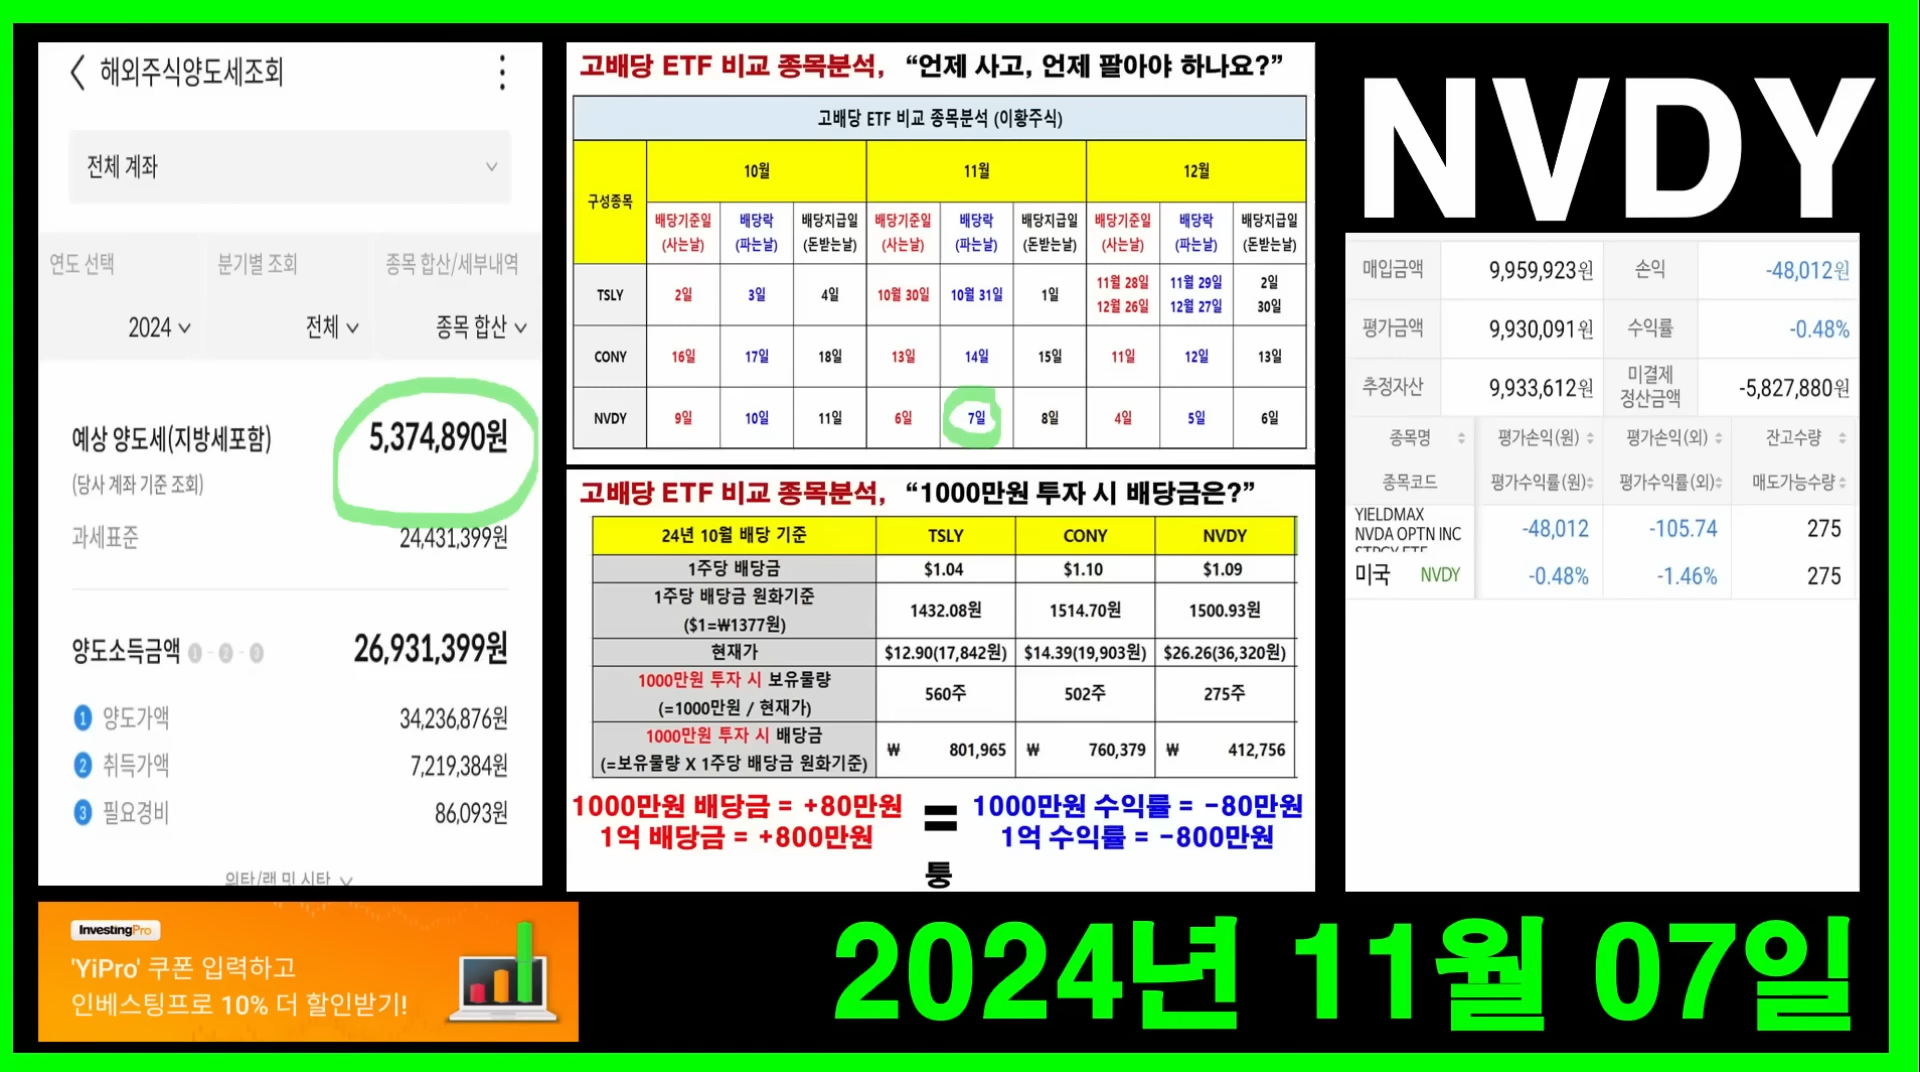 해외주식양도세조회
전체 계좌
연도 선택 분기별 조회 종목 합산/세부내역
2024 전체 종목 합산
예상 양도세(지방세포함) 5,374,890원
(당사 계좌 기준 조회)
과세표준 24,431,399원
양도소득금액 1 - 2 - 3 26,931,399원
1 양도가액 34,236,876원
2 취득가액 7,219,384원
3 필요경비 86,093원
위탁/랩 및 신탁
InvestingPro
'YiPro' 쿠폰 입력하고
인베스팅프로 10% 더 할인받기!
고배당 ETF 비교 종목분석, “언제 사고, 언제 팔아야 하나요?”
고배당 ETF 비교 종목분석 (이황주식)
구성종목 10월 11월 12월
배당기준일 배당락 배당지급일 배당기준일 배당락 배당지급일 배당기준일 배당락 배당지급일
(사는날) (파는날) (돈받는날) (사는날) (파는날) (돈받는날) (사는날) (파는날) (돈받는날)
TSLY 2일 3일 4일 10월 30일 10월 31일 1일 11월 28일 11월 29일 2일
12월 26일 12월 27일 30일
CONY 16일 17일 18일 13일 14일 15일 11일 12일 13일
NVDY 9일 10일 11일 6일 7일 8일 4일 5일 6일
고배당 ETF 비교 종목분석, “1000만원 투자 시 배당금은?”
24년 10월 배당 기준 TSLY CONY NVDY
1주당 배당금 $1.04 $1.10 $1.09
1주당 배당금 원화기준
($1=₩1377원) 1432.08원 1514.70원 1500.93원
현재가 $12.90(17,842원) $14.39(19,903원) $26.26(36,320원)
1000만원 투자 시 보유물량
(=1000만원 / 현재가) 560주 502주 275주
1000만원 투자 시 배당금
(=보유물량 X 1주당 배당금 원화기준) ₩ 801,965 ₩ 760,379 ₩ 412,756
1000만원 배당금 = +80만원 = 1000만원 수익률 = -80만원
1억 배당금 = +800만원 1억 수익률 = -800만원
퉁
NVDY
매입금액 9,959,923원 손익 -48,012원
평가금액 9,930,091원 수익률 -0.48%
추정자산 9,933,612원 미결제 정산금액 -5,827,880원
종목명 평가손익(원) 평가손익(외) 잔고수량
종목코드 평가수익률(원) 평가수익률(외) 매도가능수량
YIELDMAX
NVDA OPTN INC -48,012 -105.74 275
미국 NVDY -0.48% -1.46% 275
2024년 11월 07일